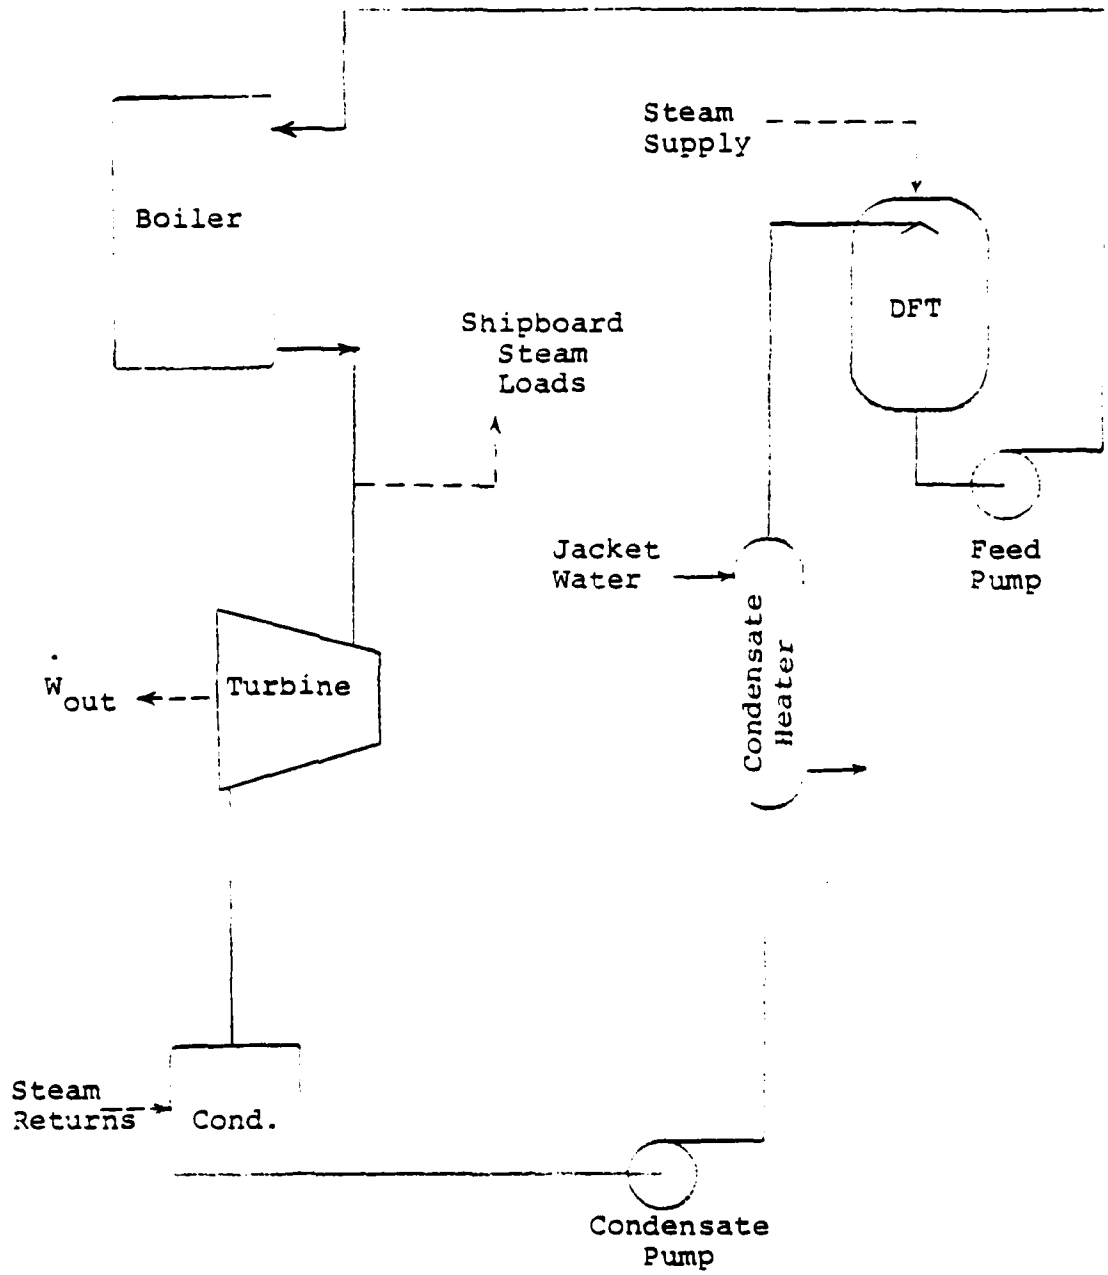 Steam
Supply
Boiler
DFT
Shipboard
Steam
Loads
Jacket
Water
Feed
Pump
Condensate
Heater
Ẇout
Turbine
Steam
Returns
Cond.
Condensate
Pump